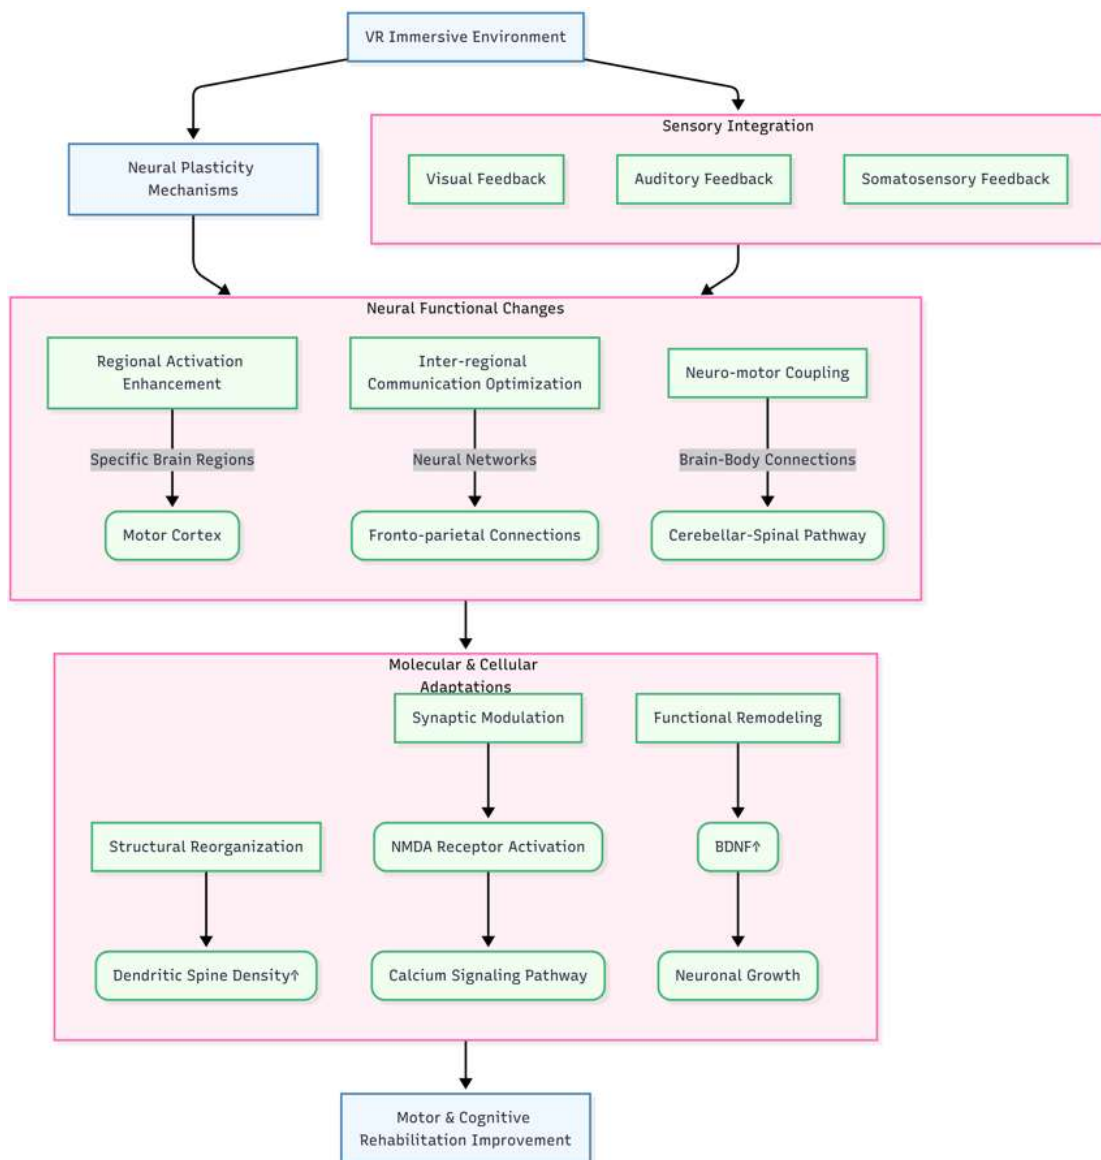 VR Immersive Environment
Sensory Integration
Neural Plasticity
Mechanisms
Visual Feedback
Auditory Feedback
Somatosensory Feedback
Neural Functional Changes
Regional Activation
Enhancement
Inter-regional
Communication Optimization
Neuro-motor Coupling
Specific Brain Regions
Neural Networks
Brain-Body Connections
Motor Cortex
Fronto-parietal Connections
Cerebellar-Spinal Pathway
Molecular & Cellular
Adaptations
Synaptic Modulation
Functional Remodeling
Structural Reorganization
NMDA Receptor Activation
BDNF↑
Dendritic Spine Density↑
Calcium Signaling Pathway
Neuronal Growth
Motor & Cognitive
Rehabilitation Improvement